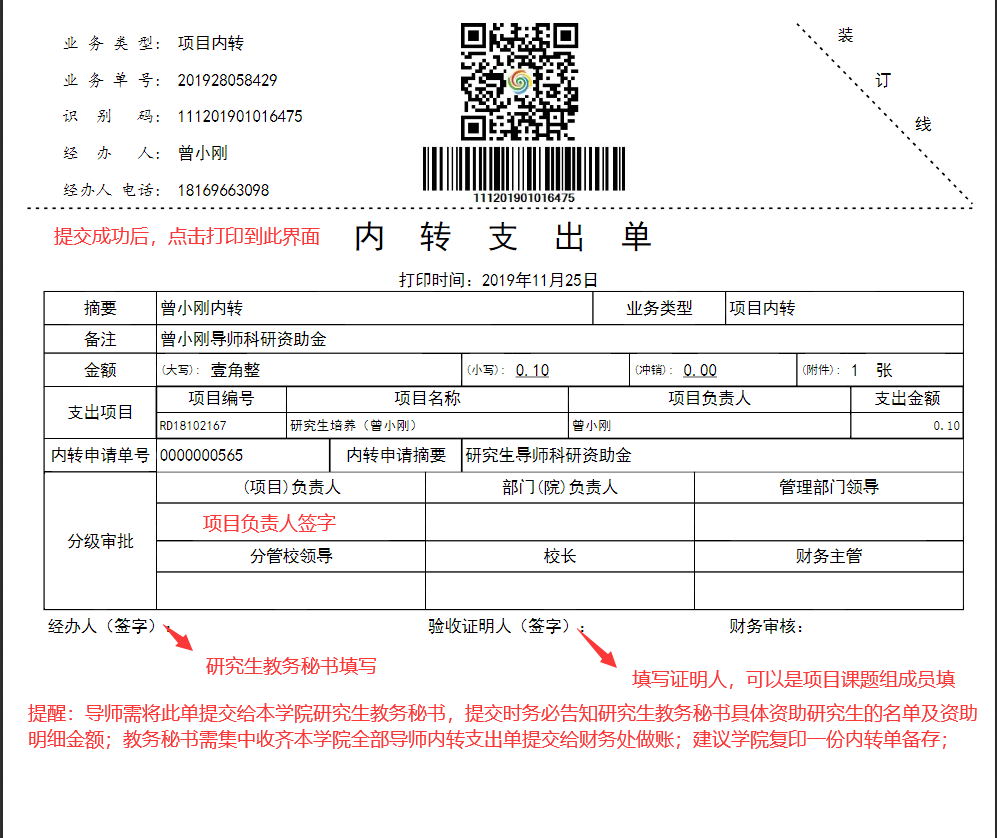 业 务 类 型： 项目内转
业 务 单 号： 201928058429
识 别 码： 111201901016475
经 办 人： 曾小刚
经办人 电话： 18169663098
111201901016475
装
订
线
提交成功后，点击打印到此界面
内 转 支 出 单
打印时间：2019年11月25日
摘要 曾小刚内转 业务类型 项目内转
备注 曾小刚导师科研资助金
金额 (大写): 壹角整 (小写): 0.10 (冲销): 0.00 (附件): 1 张
支出项目 项目编号 项目名称 项目负责人 支出金额
RD18102167 研究生培养（曾小刚） 曾小刚 0.10
内转申请单号 0000000565 内转申请摘要 研究生导师科研资助金
分级审批 (项目)负责人 部门(院)负责人 管理部门领导
项目负责人签字
分管校领导 校长 财务主管
经办人（签字）： 验收证明人（签字）： 财务审核：
研究生教务秘书填写
填写证明人，可以是项目课题组成员填
提醒：导师需将此单提交给本学院研究生教务秘书，提交时务必告知研究生教务秘书具体资助研究生的名单及资助
明细金额；教务秘书需集中收齐本学院全部导师内转支出单提交给财务处做账；建议学院复印一份内转单备存；